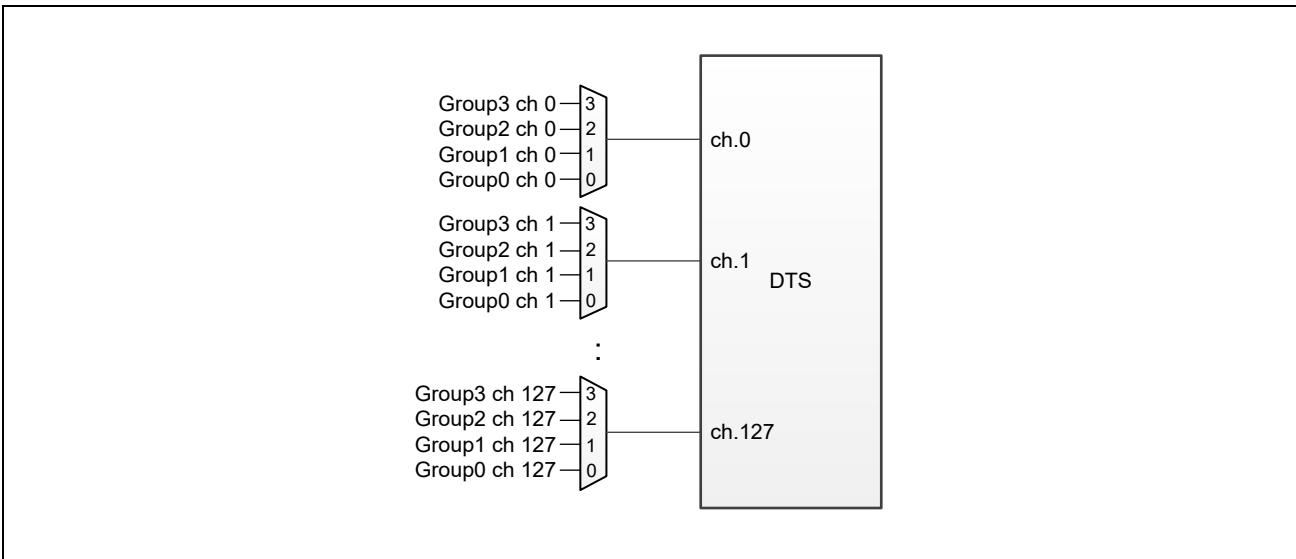 Group3 ch 0 3
Group2 ch 0 2
Group1 ch 0 1
Group0 ch 0 0
ch.0
Group3 ch 1 3
Group2 ch 1 2
Group1 ch 1 1
Group0 ch 1 0
ch.1
DTS
:
Group3 ch 127 3
Group2 ch 127 2
Group1 ch 127 1
Group0 ch 127 0
ch.127